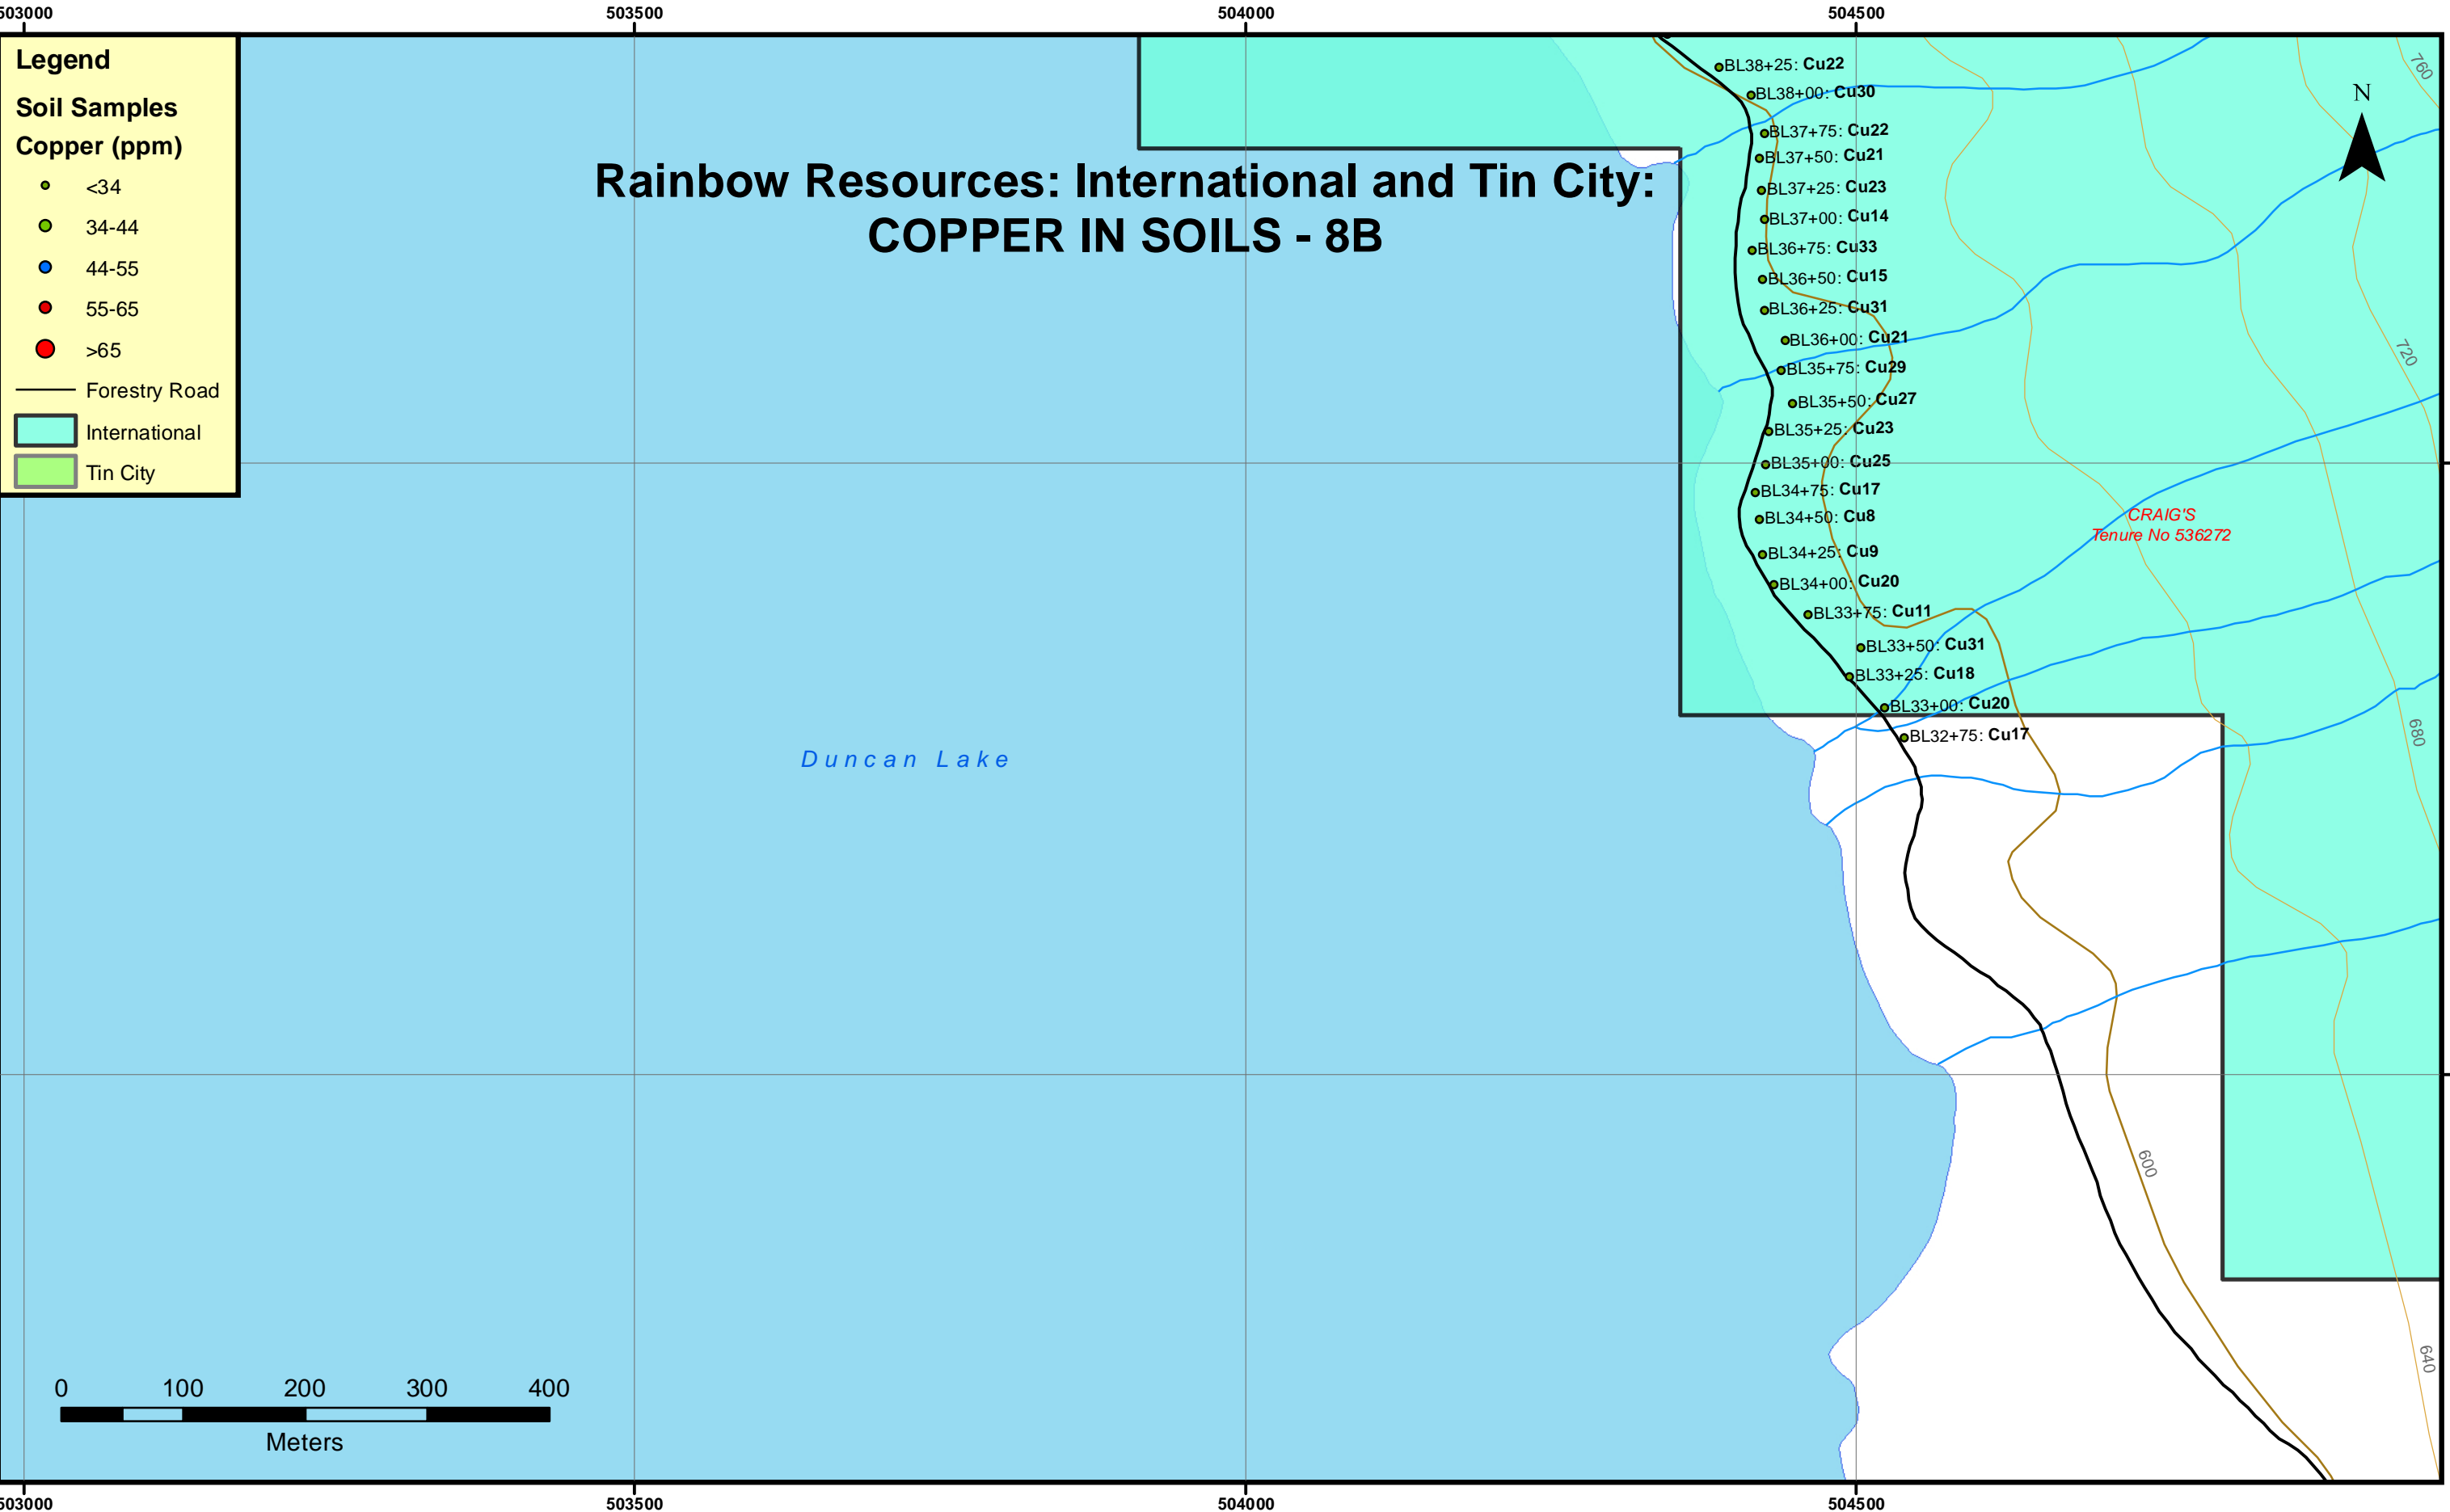 503000 503500 504000 504500
Legend
Soil Samples
Copper (ppm)
<34
34-44
44-55
55-65
>65
Forestry Road
International
Tin City
Rainbow Resources: International and Tin City:
COPPER IN SOILS - 8B
N
760
720
680
640
600
BL38+25: Cu22
BL38+00: Cu30
BL37+75: Cu22
BL37+50: Cu21
BL37+25: Cu23
BL37+00: Cu14
BL36+75: Cu33
BL36+50: Cu15
BL36+25: Cu31
BL36+00: Cu21
BL35+75: Cu29
BL35+50: Cu27
BL35+25: Cu23
BL35+00: Cu25
BL34+75: Cu17
BL34+50: Cu8
BL34+25: Cu9
BL34+00: Cu20
BL33+75: Cu11
BL33+50: Cu31
BL33+25: Cu18
BL33+00: Cu20
BL32+75: Cu17
CRAIG'S
Tenure No 536272
Duncan Lake
0 100 200 300 400
Meters
503000 503500 504000 504500